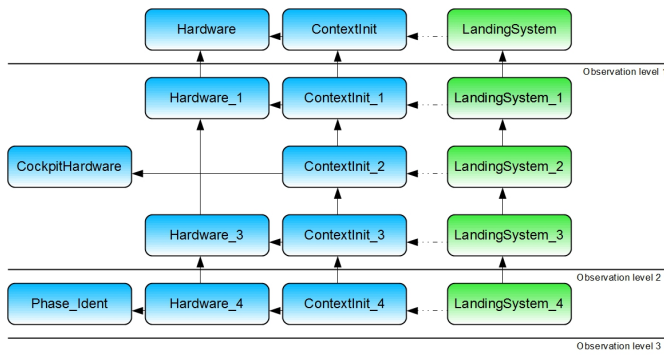 Hardware
ContextInit
LandingSystem
Observation level 1
Hardware_1
ContextInit_1
LandingSystem_1
CockpitHardware
ContextInit_2
LandingSystem_2
Hardware_3
ContextInit_3
LandingSystem_3
Observation level 2
Phase_Ident
Hardware_4
ContextInit_4
LandingSystem_4
Observation level 3